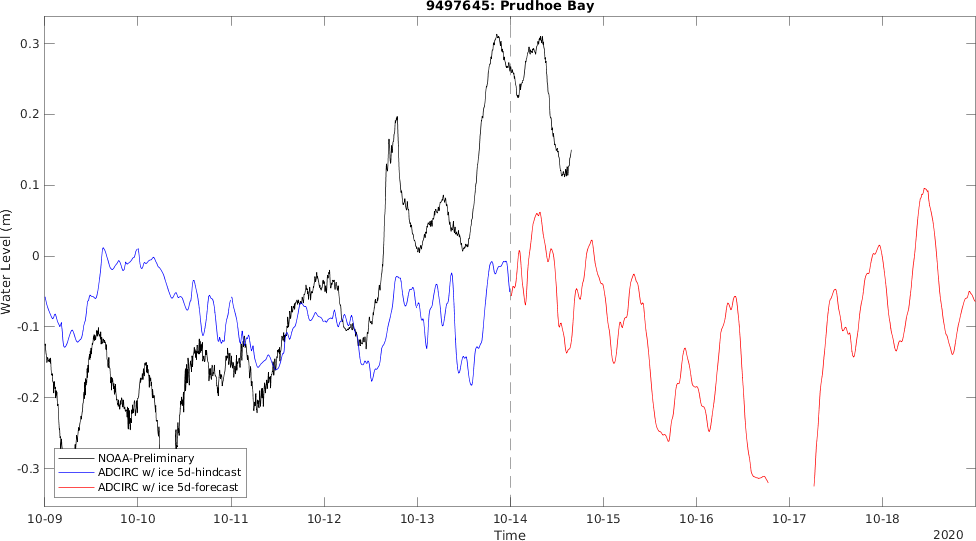 9497645: Prudhoe Bay
Water Level (m)
0.3
0.2
0.1
0
-0.1
-0.2
-0.3
NOAA-Preliminary
ADCIRC w/ ice 5d-hindcast
ADCIRC w/ ice 5d-forecast
10-09 10-10 10-11 10-12 10-13 10-14 10-15 10-16 10-17 10-18
Time
2020